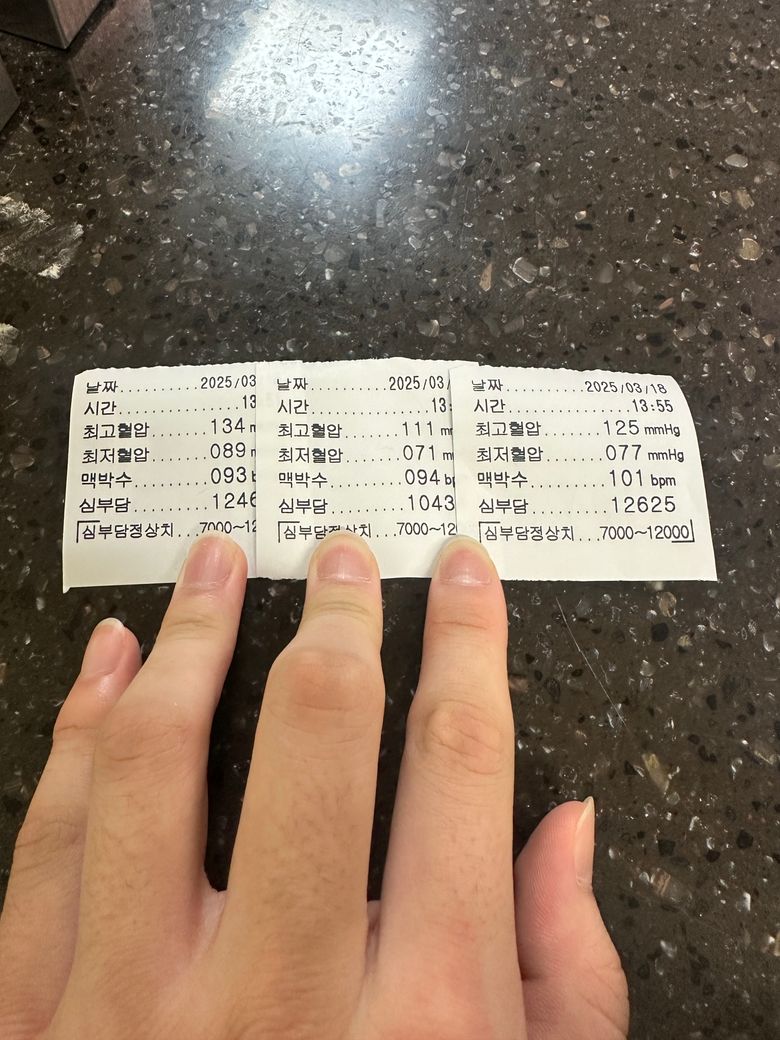 날짜..........2025/03
시간...............13
최고혈압.......134
최저혈압.......089
맥박수.........093
심부담........1246
심부담정상치...7000~12
날짜..........2025/03/
시간...............13:
최고혈압.......111
최저혈압.......071
맥박수.........094
심부담........1043
심부담정상치...7000~12
날짜..........2025/03/18
시간...............13:55
최고혈압.......125 mmHg
최저혈압.......077 mmHg
맥박수.........101 bpm
심부담........12625
심부담정상치...7000~12000